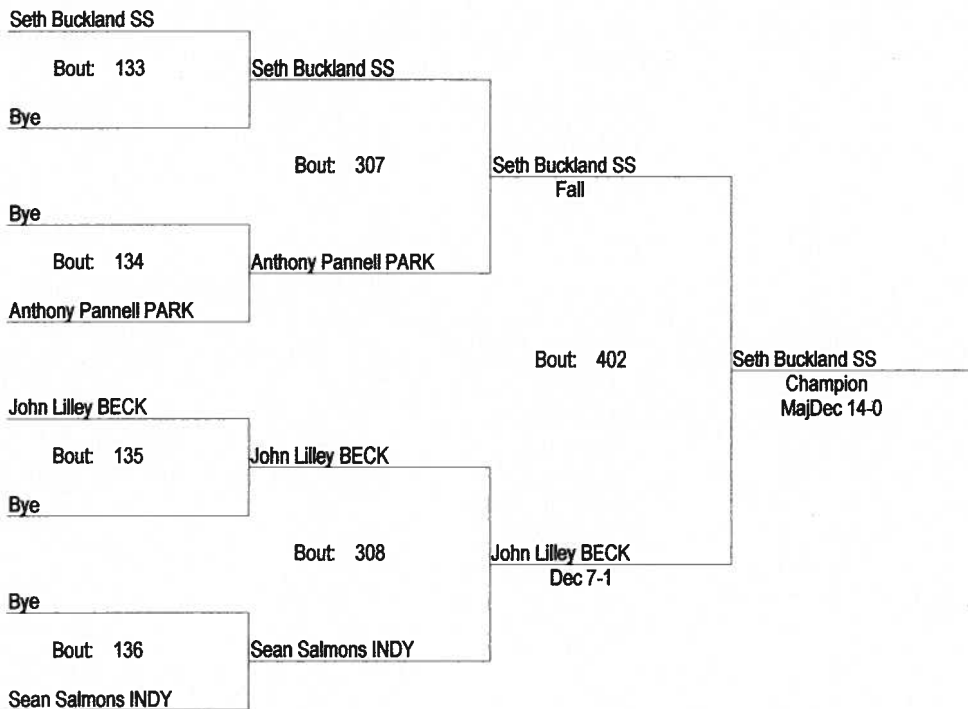 Seth Buckland SS
Bout: 133
Seth Buckland SS
Bye
Bout: 307
Seth Buckland SS
Fall
Bye
Bout: 134
Anthony Pannell PARK
Anthony Pannell PARK
Bout: 402
Seth Buckland SS
Champion
MajDec 14-0
John Lilley BECK
Bout: 135
John Lilley BECK
Bye
Bout: 308
John Lilley BECK
Dec 7-1
Bye
Bout: 136
Sean Salmons INDY
Sean Salmons INDY